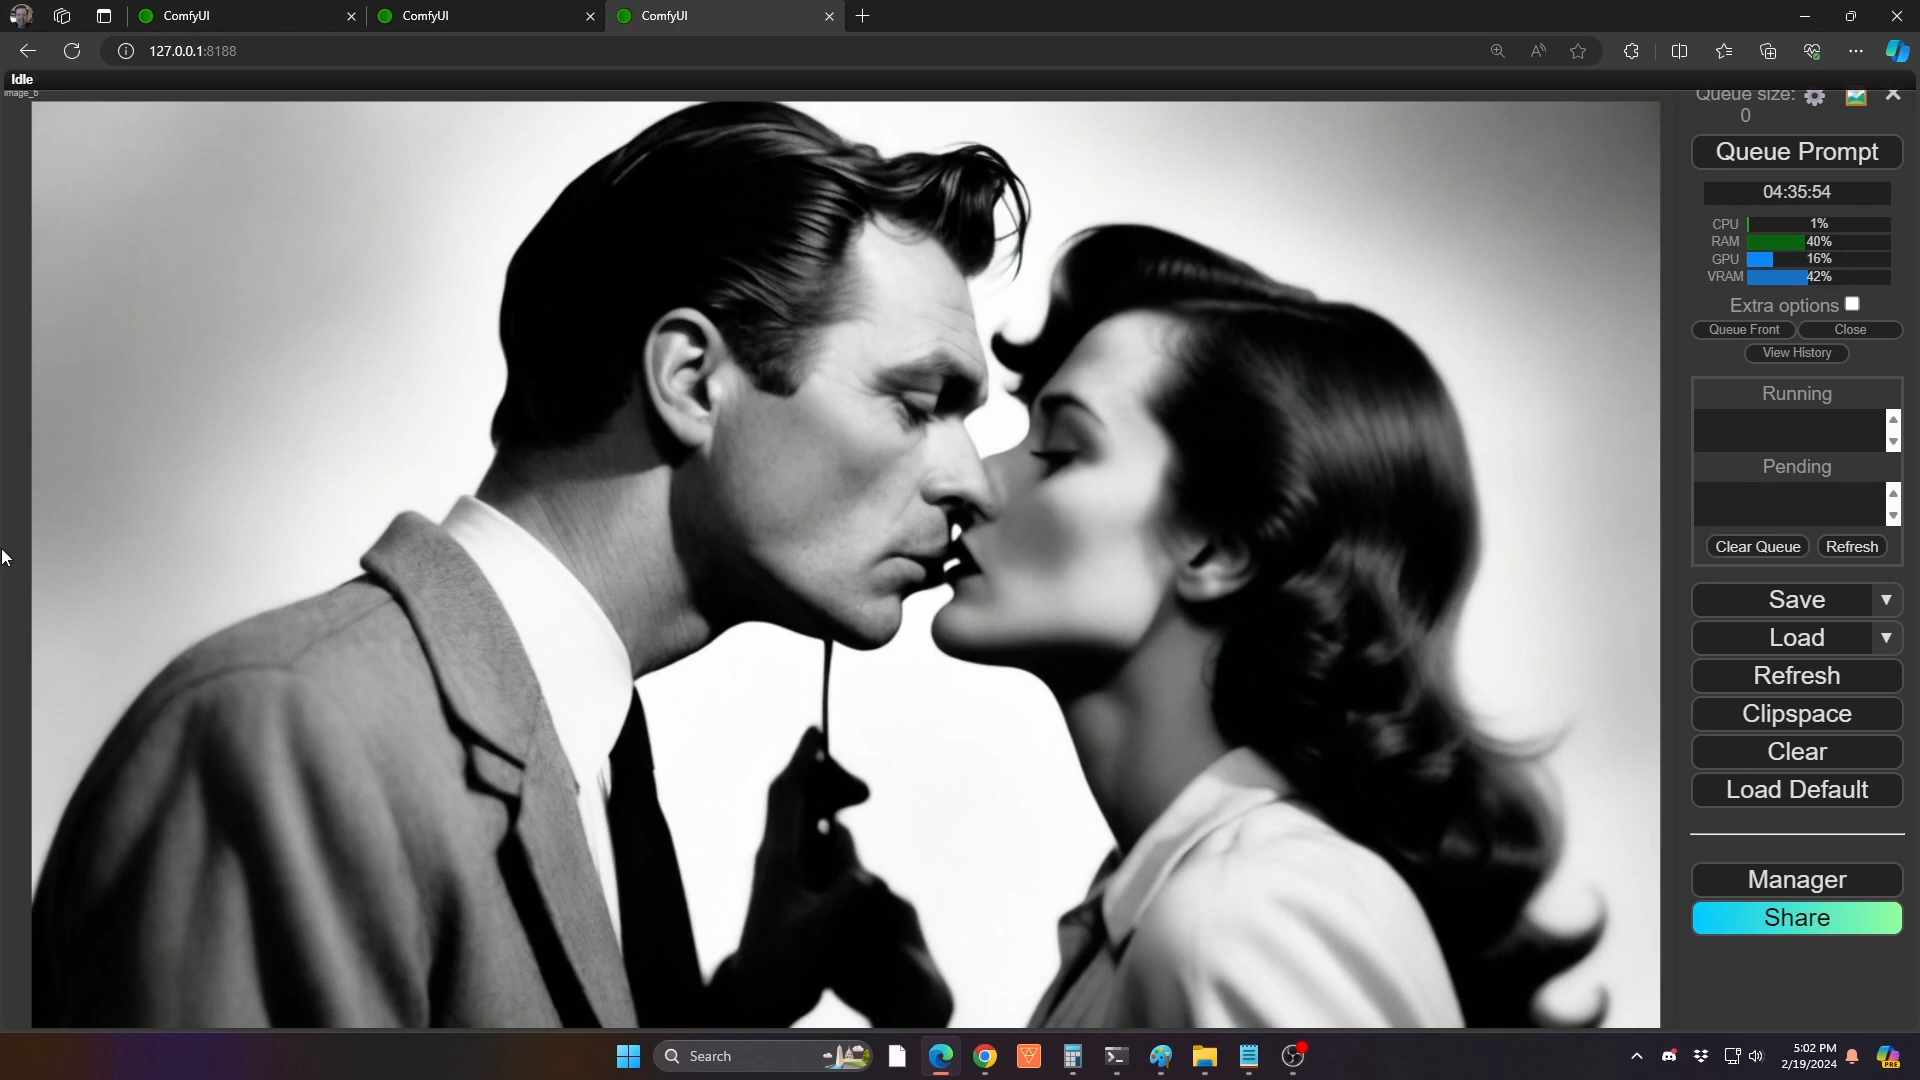 ComfyUI
ComfyUI
ComfyUI
127.0.0.1:8188
Idle
image_b
Queue size:
0
Queue Prompt
04:35:54
CPU 1%
RAM 40%
GPU 16%
VRAM 42%
Extra options
Queue Front Close
View History
Running
Pending
Clear Queue Refresh
Save ▼
Load ▼
Refresh
Clipspace
Clear
Load Default
Manager
Share
Search
5:02 PM
2/19/2024
PRE